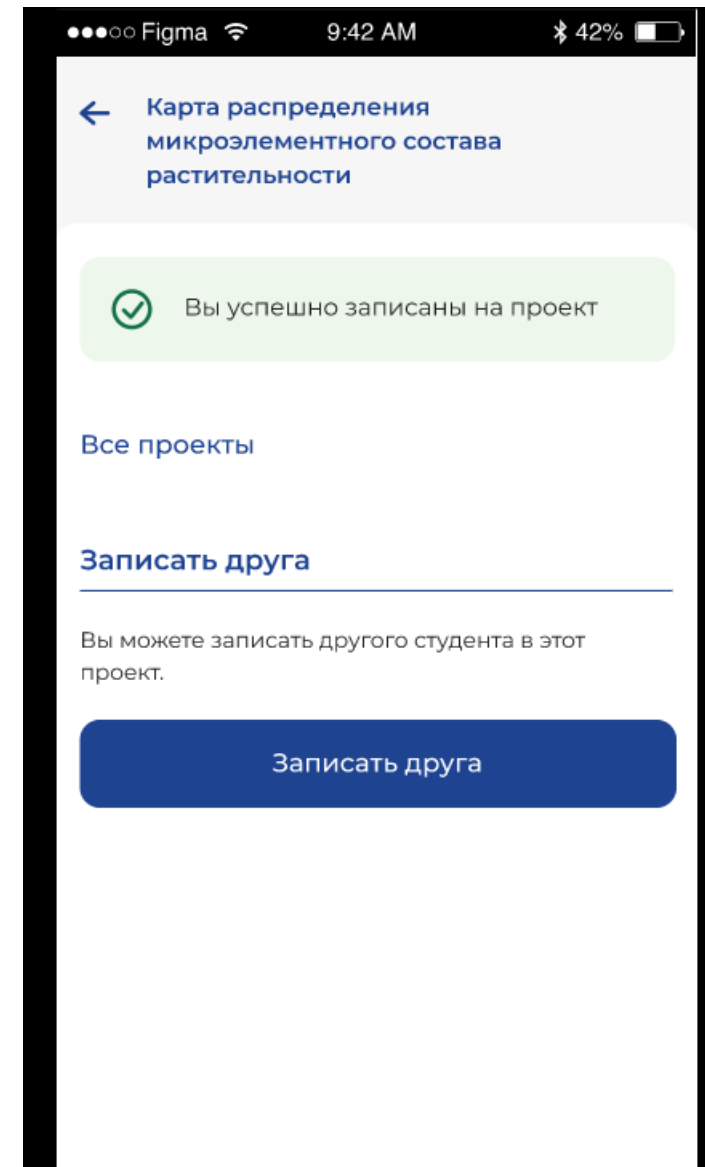 Figma 9:42 AM 42%
Карта распределения
микроэлементного состава
растительности
Вы успешно записаны на проект
Все проекты
Записать друга
Вы можете записать другого студента в этот
проект.
Записать друга